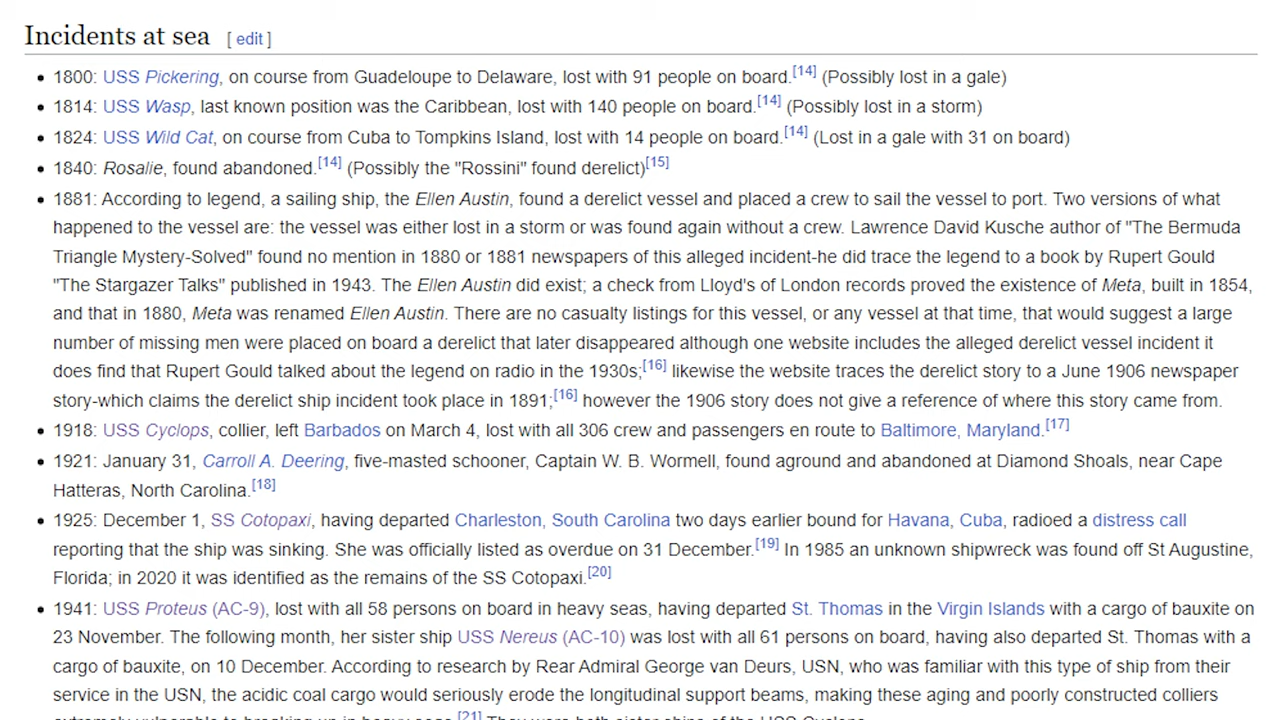 Incidents at sea [ edit ]
• 1800: USS Pickering, on course from Guadeloupe to Delaware, lost with 91 people on board.[14] (Possibly lost in a gale)
• 1814: USS Wasp, last known position was the Caribbean, lost with 140 people on board.[14] (Possibly lost in a storm)
• 1824: USS Wild Cat, on course from Cuba to Tompkins Island, lost with 14 people on board.[14] (Lost in a gale with 31 on board)
• 1840: Rosalie, found abandoned.[14] (Possibly the "Rossini" found derelict)[15]
• 1881: According to legend, a sailing ship, the Ellen Austin, found a derelict vessel and placed a crew to sail the vessel to port. Two versions of what
happened to the vessel are: the vessel was either lost in a storm or was found again without a crew. Lawrence David Kusche author of "The Bermuda
Triangle Mystery-Solved" found no mention in 1880 or 1881 newspapers of this alleged incident-he did trace the legend to a book by Rupert Gould
"The Stargazer Talks" published in 1943. The Ellen Austin did exist; a check from Lloyd's of London records proved the existence of Meta, built in 1854,
and that in 1880, Meta was renamed Ellen Austin. There are no casualty listings for this vessel, or any vessel at that time, that would suggest a large
number of missing men were placed on board a derelict that later disappeared although one website includes the alleged derelict vessel incident it
does find that Rupert Gould talked about the legend on radio in the 1930s;[16] likewise the website traces the derelict story to a June 1906 newspaper
story-which claims the derelict ship incident took place in 1891;[16] however the 1906 story does not give a reference of where this story came from.
• 1918: USS Cyclops, collier, left Barbados on March 4, lost with all 306 crew and passengers en route to Baltimore, Maryland.[17]
• 1921: January 31, Carroll A. Deering, five-masted schooner, Captain W. B. Wormell, found aground and abandoned at Diamond Shoals, near Cape
Hatteras, North Carolina.[18]
• 1925: December 1, SS Cotopaxi, having departed Charleston, South Carolina two days earlier bound for Havana, Cuba, radioed a distress call
reporting that the ship was sinking. She was officially listed as overdue on 31 December.[19] In 1985 an unknown shipwreck was found off St Augustine,
Florida; in 2020 it was identified as the remains of the SS Cotopaxi.[20]
• 1941: USS Proteus (AC-9), lost with all 58 persons on board in heavy seas, having departed St. Thomas in the Virgin Islands with a cargo of bauxite on
23 November. The following month, her sister ship USS Nereus (AC-10) was lost with all 61 persons on board, having also departed St. Thomas with a
cargo of bauxite, on 10 December. According to research by Rear Admiral George van Deurs, USN, who was familiar with this type of ship from their
service in the USN, the acidic coal cargo would seriously erode the longitudinal support beams, making these aging and poorly constructed colliers
extremely vulnerable to breaking up in heavy seas.[21] They were both sister ships of the USS Cyclops.